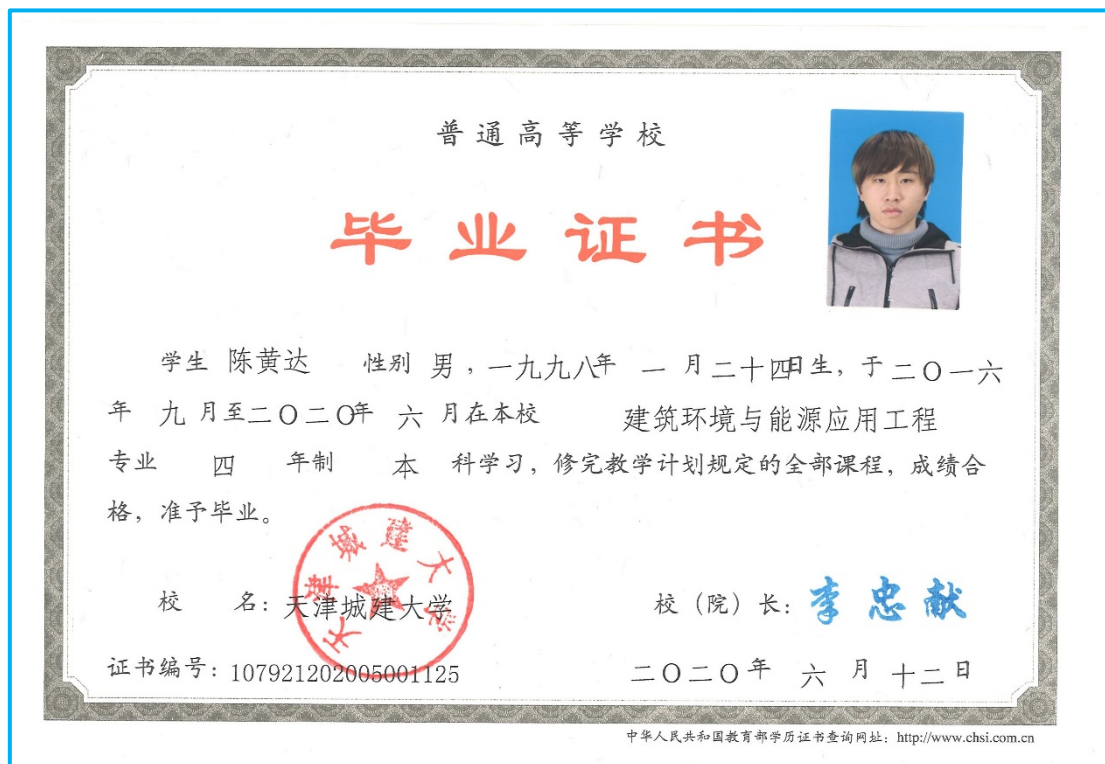 普通高等学校
毕业证书
学生 陈黄达 性别 男，一九九八年 一 月二十四日生，于二〇一六
年 九 月至二〇二〇年 六 月在本校 建筑环境与能源应用工程
专业 四 年制 本 科学习，修完教学计划规定的全部课程，成绩合
格，准予毕业。
天津城建大学
校 名：天津城建大学
校（院）长：李忠献
证书编号：107921202005001125
二〇二〇年 六 月 十二日
中华人民共和国教育部学历证书查询网址：http://www.chsi.com.cn